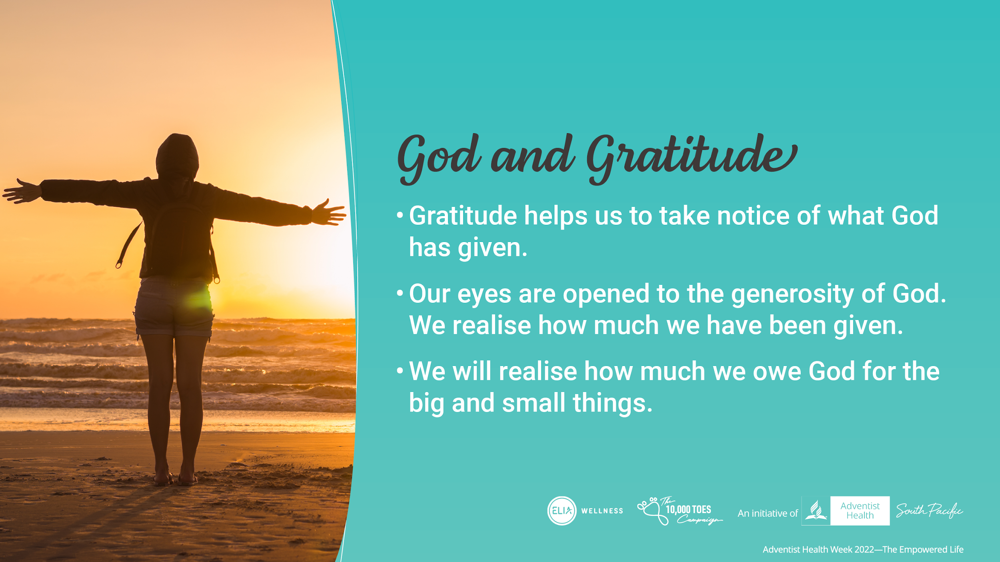 God and Gratitude
• Gratitude helps us to take notice of what God
has given.
• Our eyes are opened to the generosity of God.
We realise how much we have been given.
• We will realise how much we owe God for the
big and small things.
ELIA WELLNESS
The
10,000 TOES
Campaign
An initiative of
Adventist
Health
South Pacific
Adventist Health Week 2022—The Empowered Life